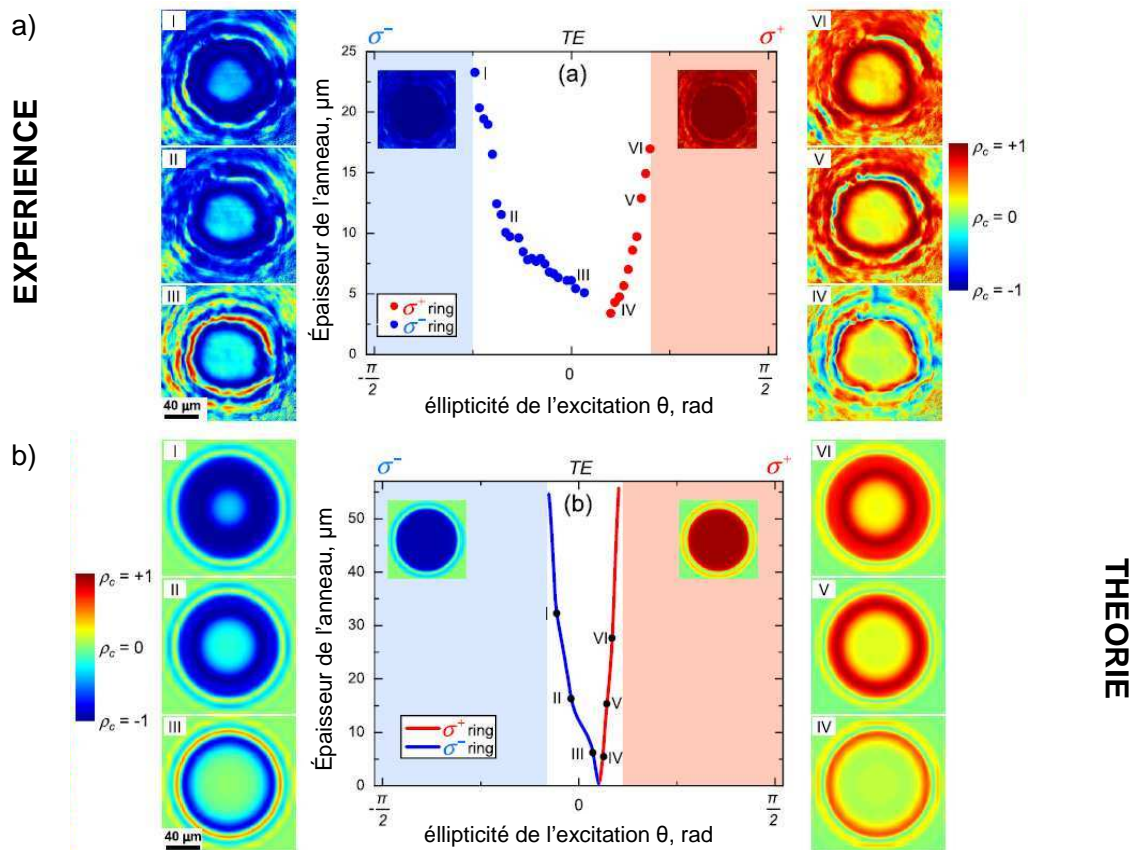 a)
EXPERIENCE
I
II
III
40 µm
σ⁻
TE
σ⁺
(a)
Épaisseur de l'anneau, µm
25
20
15
10
5
0
I
II
III
IV
V
VI
σ⁺ ring
σ⁻ ring
-π/2
0
π/2
éllipticité de l'excitation θ, rad
VI
V
IV
ρc = +1
ρc = 0
ρc = -1
b)
I
II
III
40 µm
ρc = +1
ρc = 0
ρc = -1
σ⁻
TE
σ⁺
(b)
Épaisseur de l'anneau, µm
50
40
30
20
10
0
I
II
III
IV
V
VI
σ⁺ ring
σ⁻ ring
-π/2
0
π/2
éllipticité de l'excitation θ, rad
VI
V
IV
THEORIE